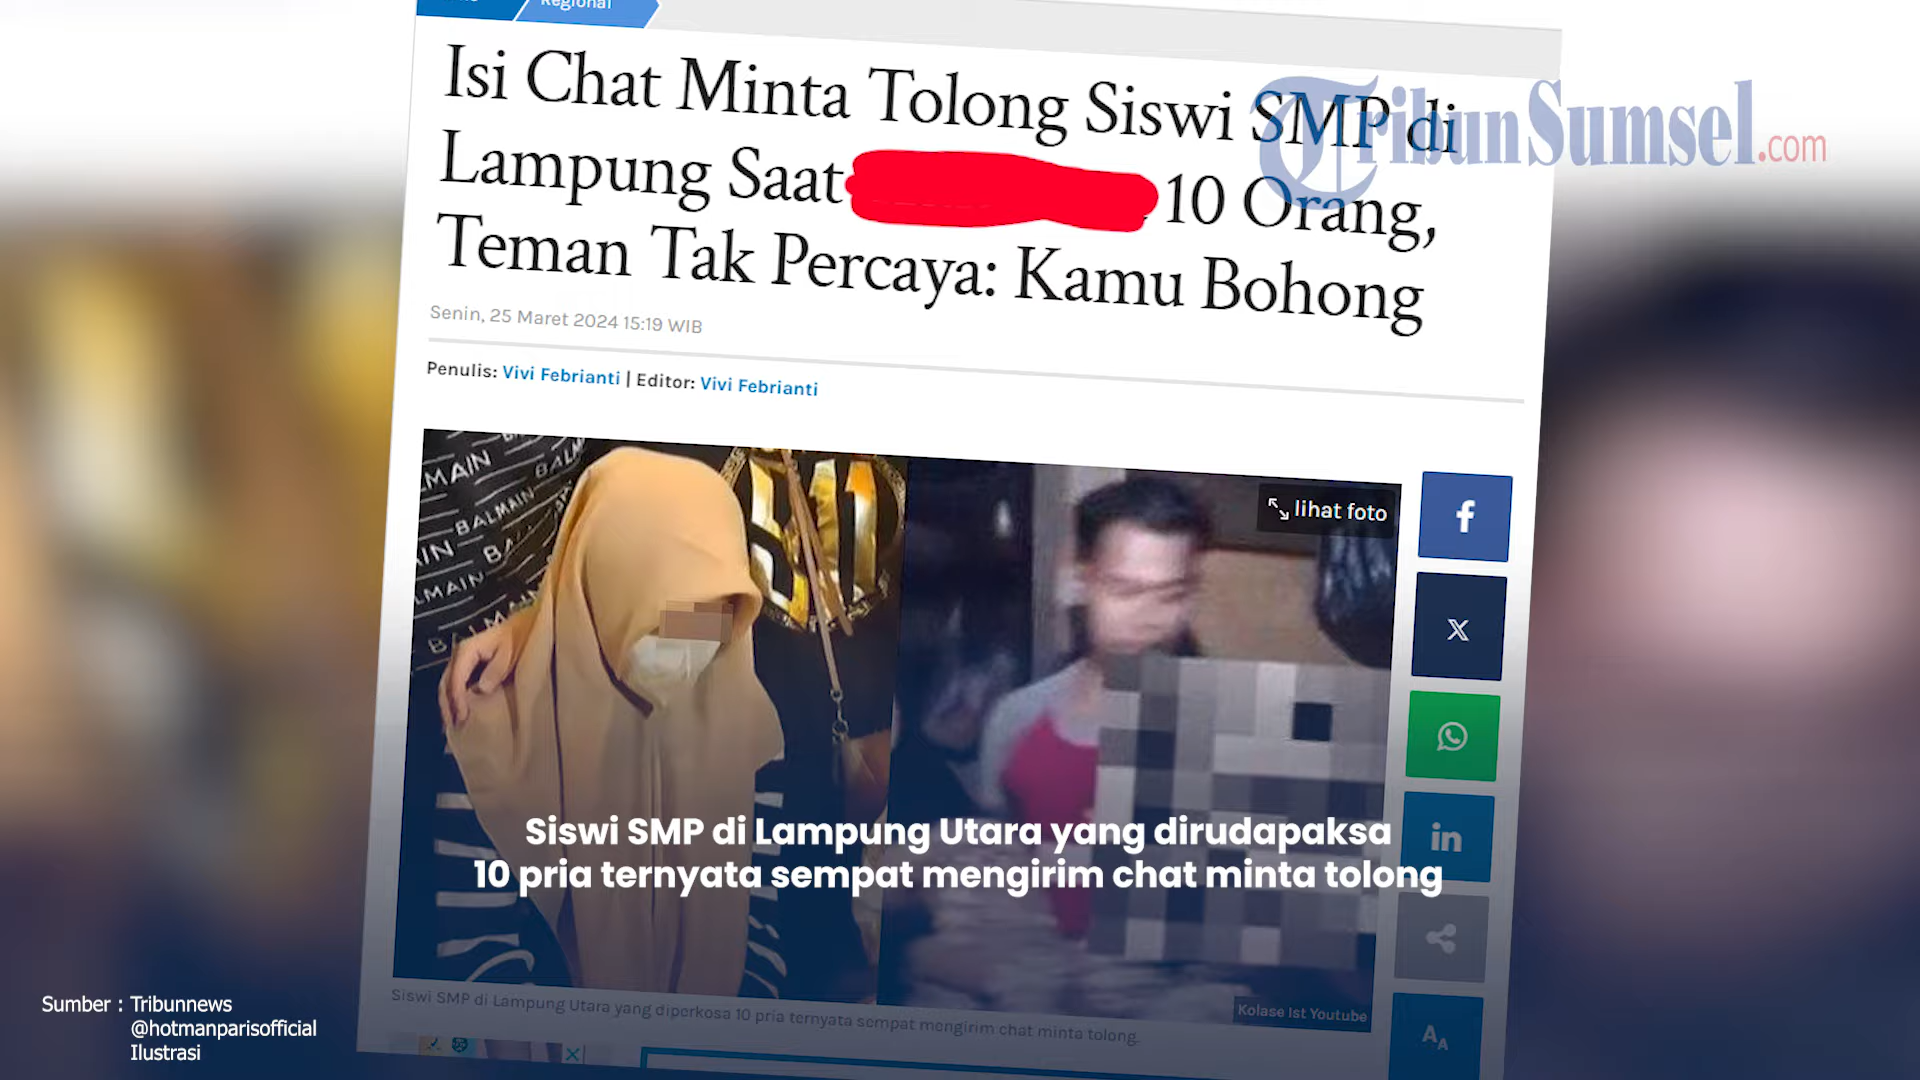 Regional
Isi Chat Minta Tolong Siswi SMP di
Lampung Saat 10 Orang,
Teman Tak Percaya: Kamu Bohong
TribunSumsel.com
Senin, 25 Maret 2024 15:19 WIB
Penulis: Vivi Febrianti | Editor: Vivi Febrianti
lihat foto
BALMAIN
BALMAIN
BALMAIN
Siswi SMP di Lampung Utara yang dirudapaksa
10 pria ternyata sempat mengirim chat minta tolong
Siswi SMP di Lampung Utara yang diperkosa 10 pria ternyata sempat mengirim chat minta tolong.
Kolase Ist Youtube
Sumber : Tribunnews
@hotmanparisofficial
Ilustrasi